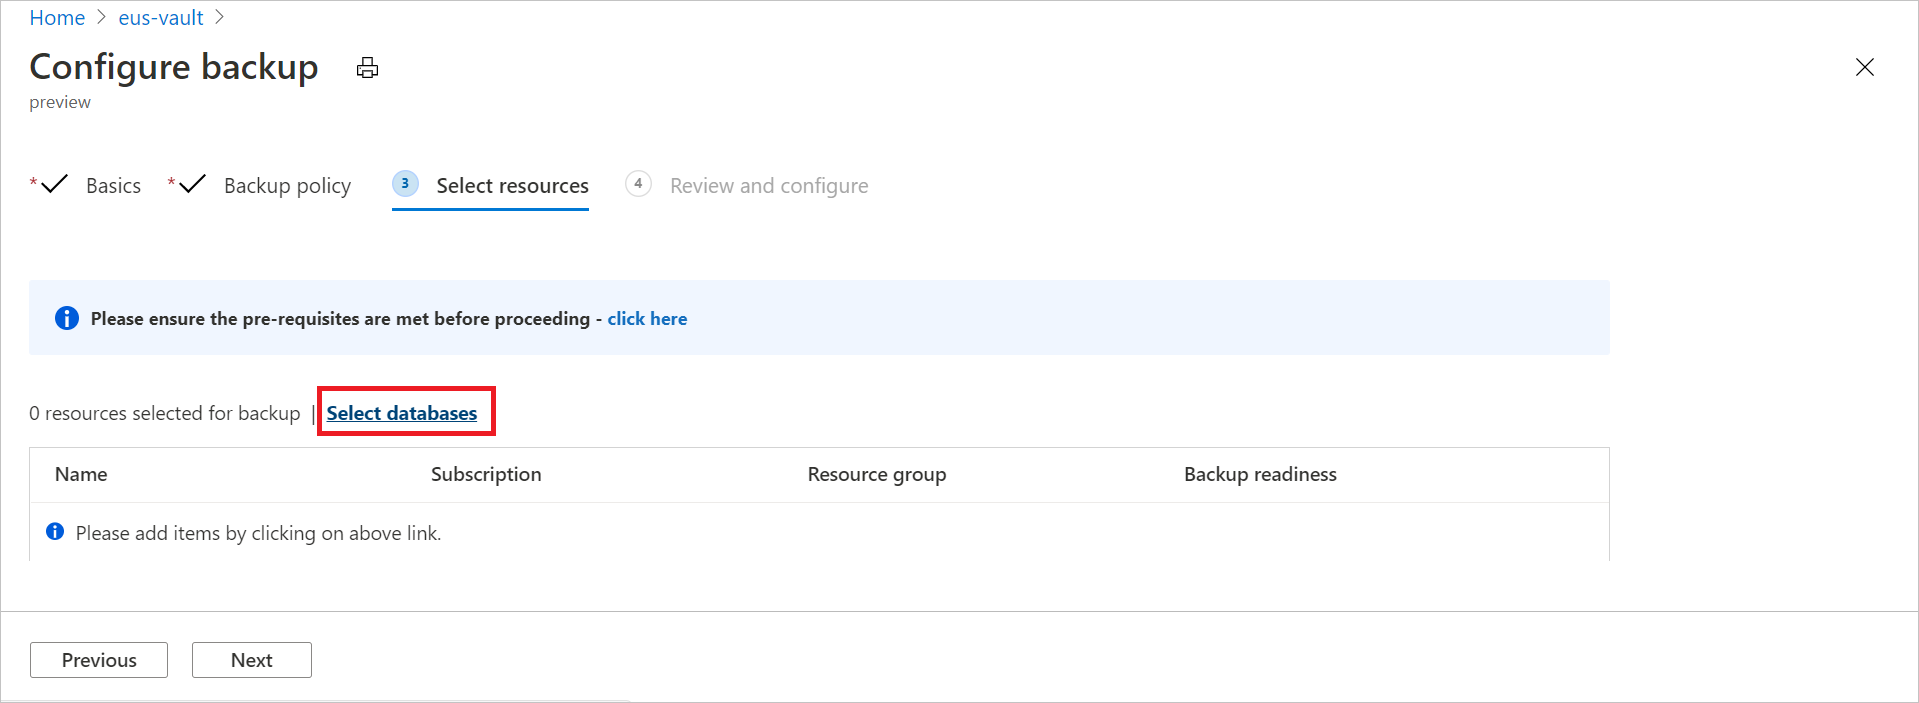 Home > eus-vault >
Configure backup
preview
* Basics * Backup policy 3 Select resources 4 Review and configure
Please ensure the pre-requisites are met before proceeding - click here
0 resources selected for backup | Select databases
Name Subscription Resource group Backup readiness
Please add items by clicking on above link.
Previous Next